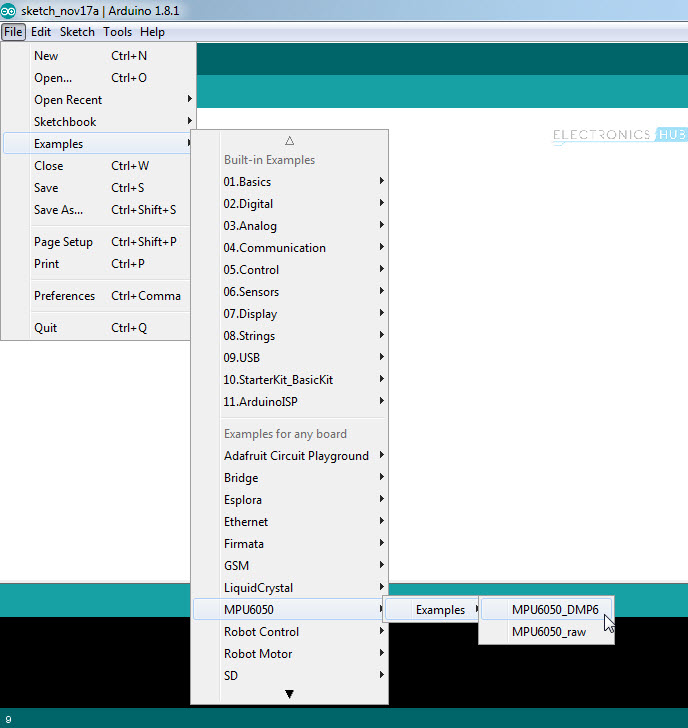 sketch_nov17a | Arduino 1.8.1
File Edit Sketch Tools Help
New Ctrl+N
Open... Ctrl+O
Open Recent
Sketchbook
Examples
Close Ctrl+W
Save Ctrl+S
Save As... Ctrl+Shift+S
Page Setup Ctrl+Shift+P
Print Ctrl+P
Preferences Ctrl+Comma
Quit Ctrl+Q
ELECTRONICS HUB
Built-in Examples
01.Basics
02.Digital
03.Analog
04.Communication
05.Control
06.Sensors
07.Display
08.Strings
09.USB
10.StarterKit_BasicKit
11.ArduinoISP
Examples for any board
Adafruit Circuit Playground
Bridge
Esplora
Ethernet
Firmata
GSM
LiquidCrystal
MPU6050
Robot Control
Robot Motor
SD
Examples
MPU6050_DMP6
MPU6050_raw
9